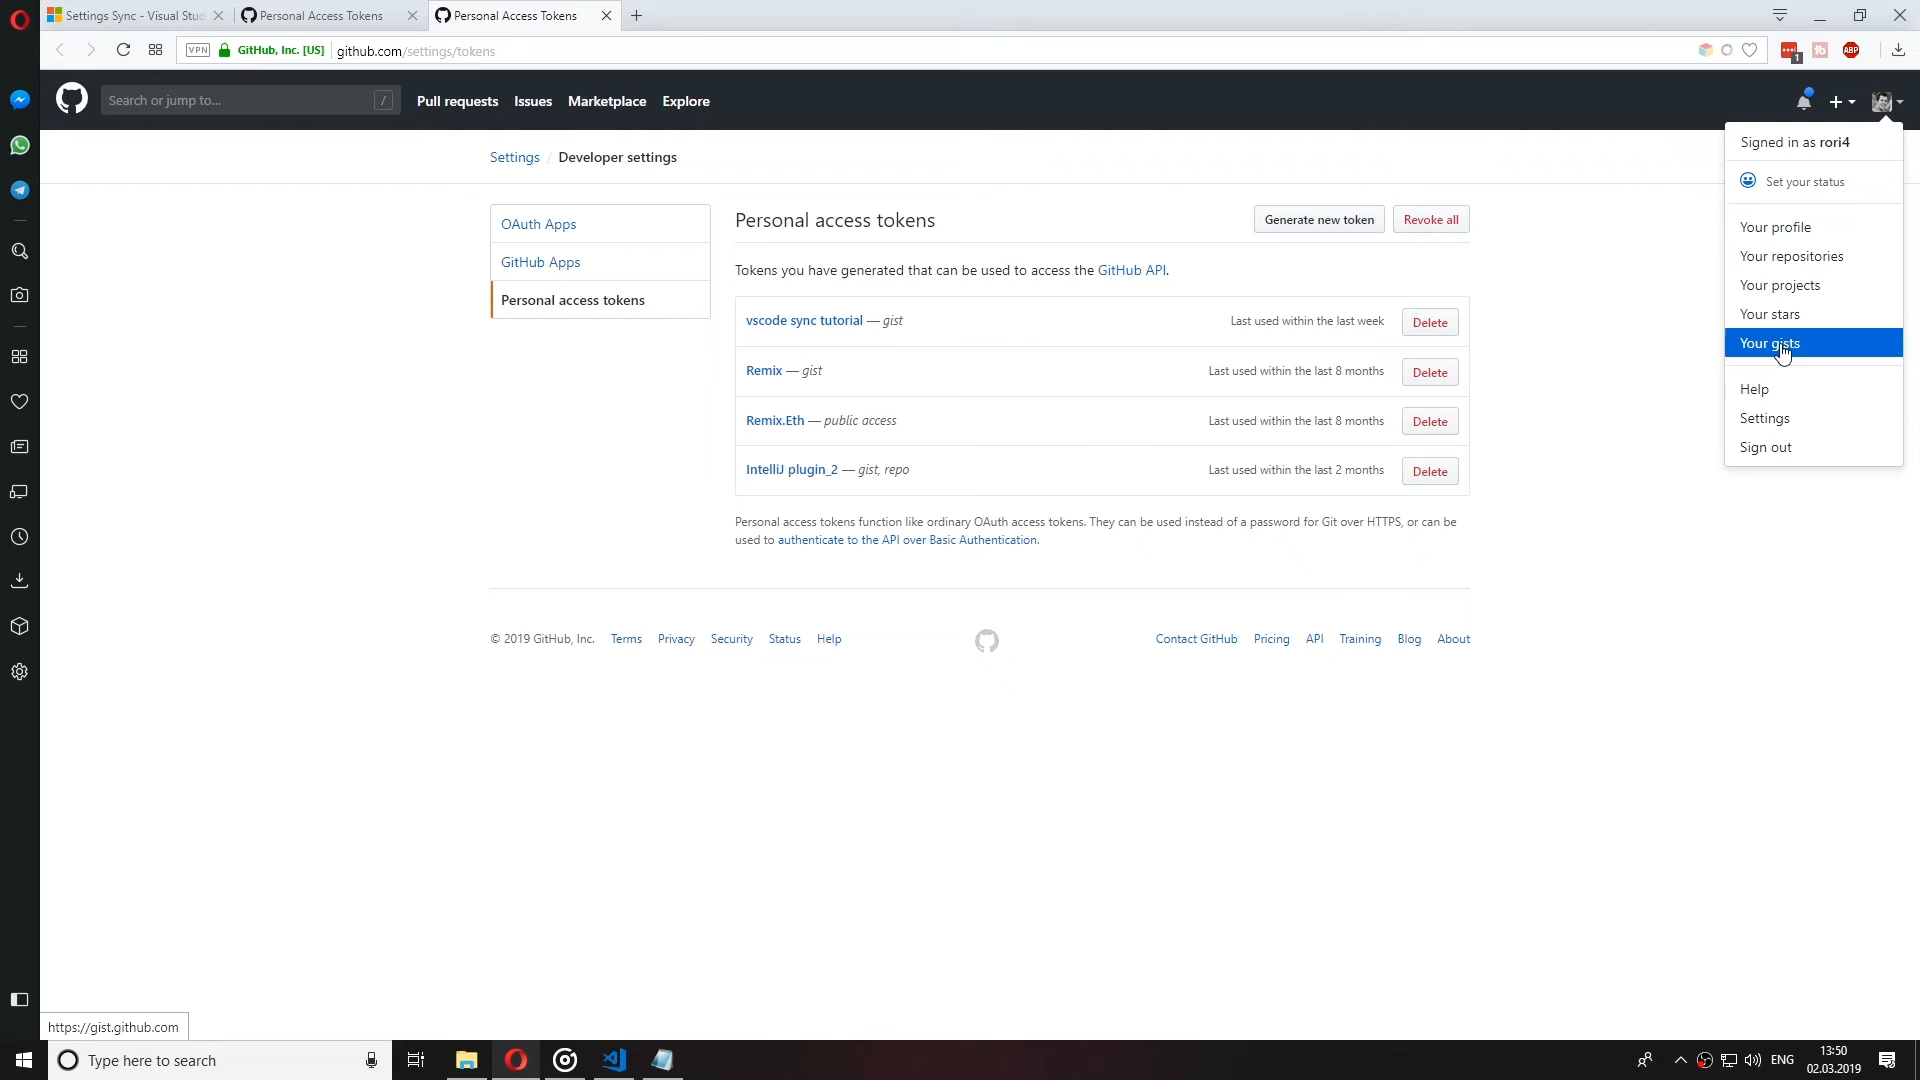 Settings Sync - Visual Stud
Personal Access Tokens
Personal Access Tokens
VPN
GitHub, Inc. [US]
github.com/settings/tokens
1
ABP
Search or jump to...
/
Pull requests
Issues
Marketplace
Explore
Signed in as rori4
Set your status
Your profile
Your repositories
Your projects
Your stars
Your gists
Help
Settings
Sign out
Settings / Developer settings
OAuth Apps
GitHub Apps
Personal access tokens
Personal access tokens
Generate new token
Revoke all
Tokens you have generated that can be used to access the GitHub API.
vscode sync tutorial — gist
Last used within the last week
Delete
Remix — gist
Last used within the last 8 months
Delete
Remix.Eth — public access
Last used within the last 8 months
Delete
IntelliJ plugin_2 — gist, repo
Last used within the last 2 months
Delete
Personal access tokens function like ordinary OAuth access tokens. They can be used instead of a password for Git over HTTPS, or can be
used to authenticate to the API over Basic Authentication.
© 2019 GitHub, Inc.
Terms
Privacy
Security
Status
Help
Contact GitHub
Pricing
API
Training
Blog
About
https://gist.github.com
Type here to search
ENG
13:50
02.03.2019